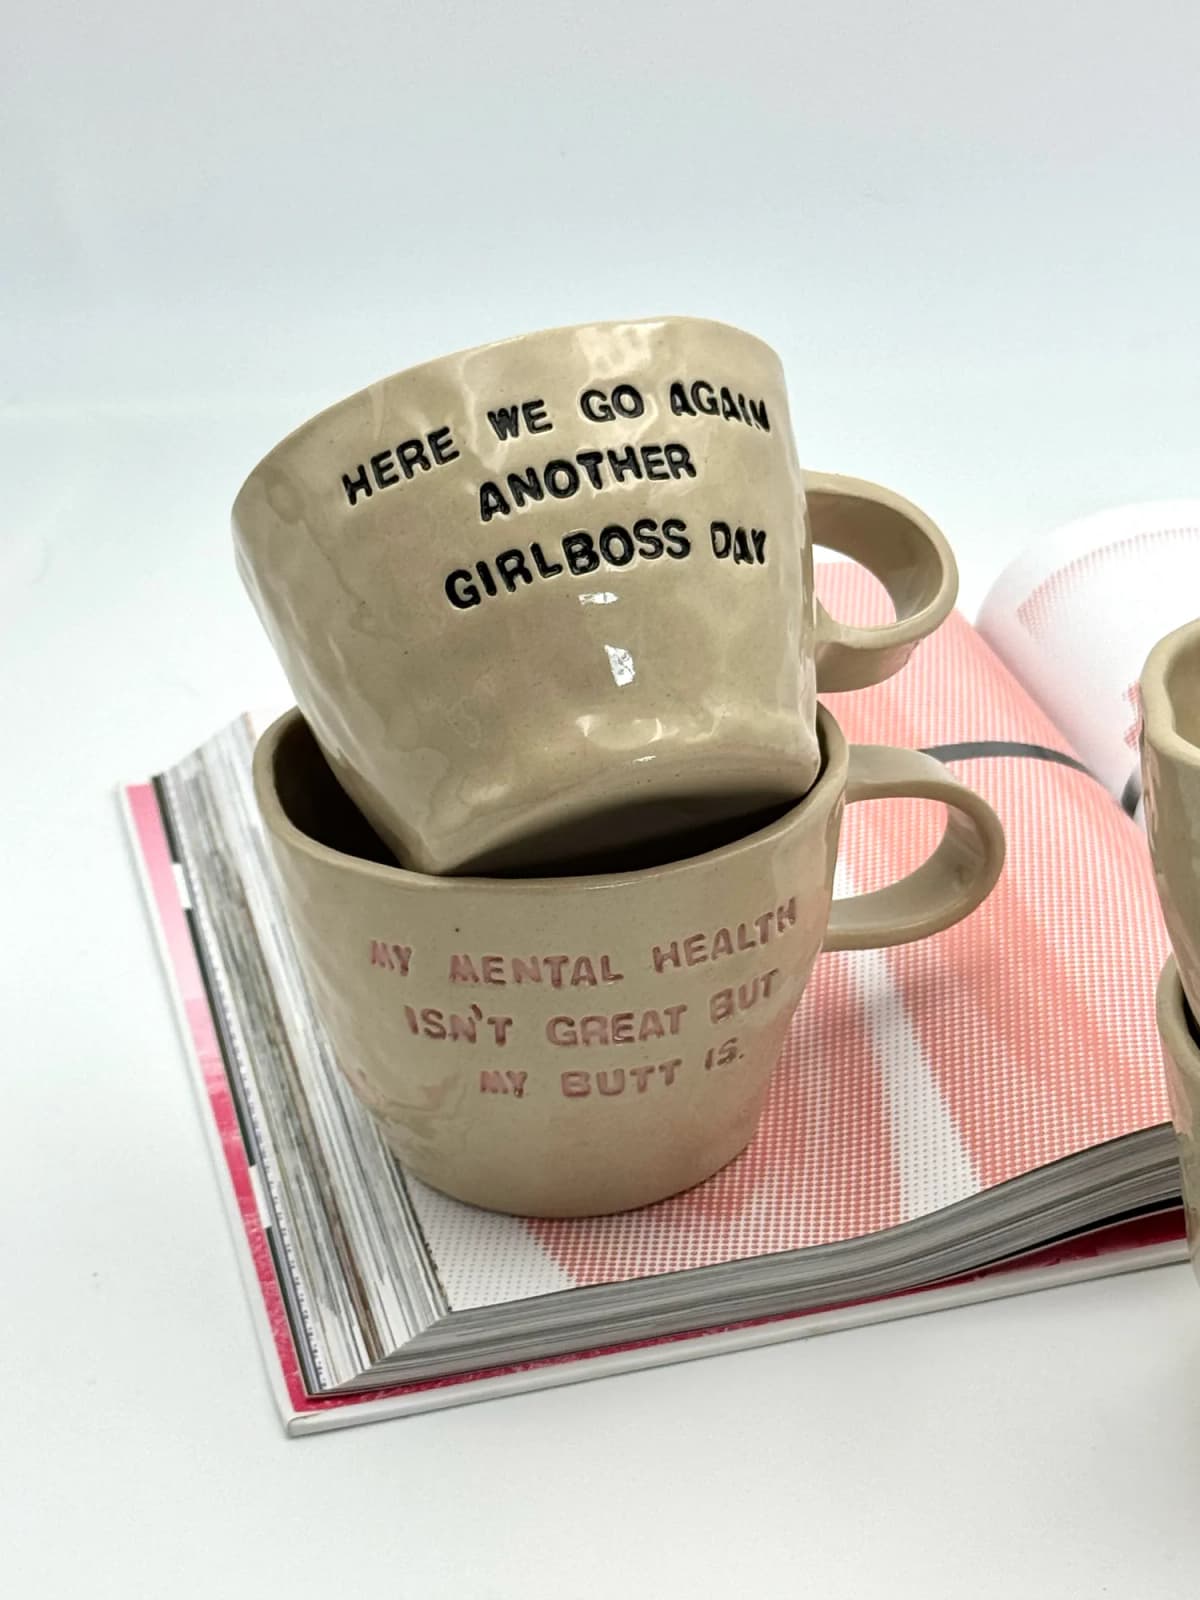 HERE WE GO AGAIN
ANOTHER
GIRLBOSS DAY
MY MENTAL HEALTH
ISN'T GREAT BUT
MY BUTT IS.